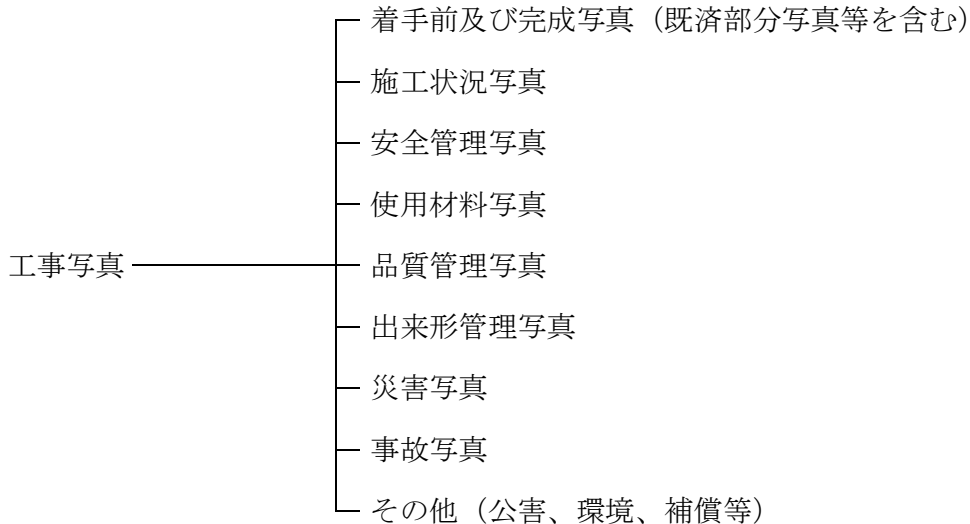 着手前及び完成写真（既済部分写真等を含む）
施工状況写真
安全管理写真
使用材料写真
工事写真
品質管理写真
出来形管理写真
災害写真
事故写真
その他（公害、環境、補償等）